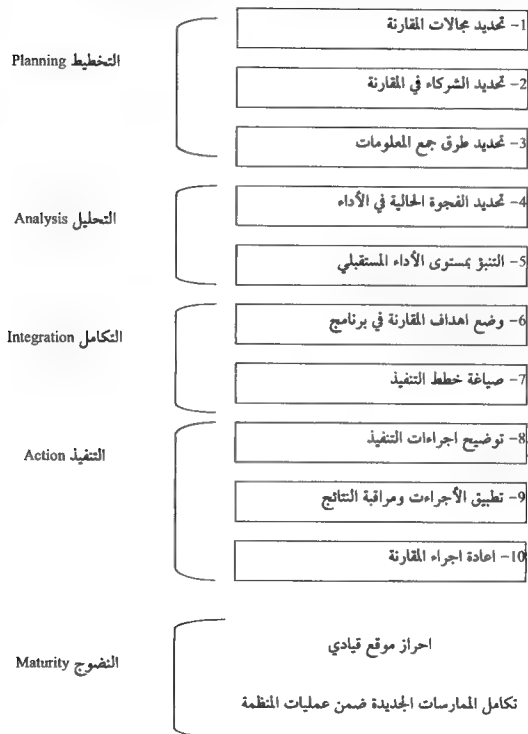 1- تحديد مجالات المقارنة
التخطيط Planning
2- تحديد الشركاء في المقارنة
3- تحديد طرق جمع المعلومات
4- تحديد الفجوة الحالية في الأداء
التحليل Analysis
5- التنبؤ بمستوى الأداء المستقبلي
6- وضع اهداف المقارنة في برنامج
التكامل Integration
7- صياغة خطط التنفيذ
8- توضيح اجراءات التنفيذ
التنفيذ Action
9- تطبيق الأجراءت ومراقبة النتائج
10- اعادة اجراء المقارنة
احراز موقع قيادي
النضوج Maturity
تكامل الممارسات الجديدة ضمن عمليات المنظمة